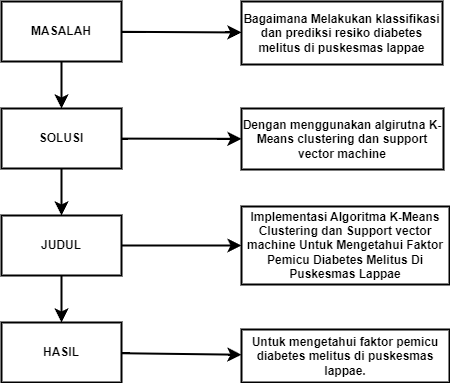 MASALAH
Bagaimana Melakukan klassifikasi
dan prediksi resiko diabetes
melitus di puskesmas lappae
SOLUSI
Dengan menggunakan algirutna K-
Means clustering dan support
vector machine
JUDUL
Implementasi Algoritma K-Means
Clustering dan Support vector
machine Untuk Mengetahui Faktor
Pemicu Diabetes Melitus Di
Puskesmas Lappae
HASIL
Untuk mengetahui faktor pemicu
diabetes melitus di puskesmas
lappae.